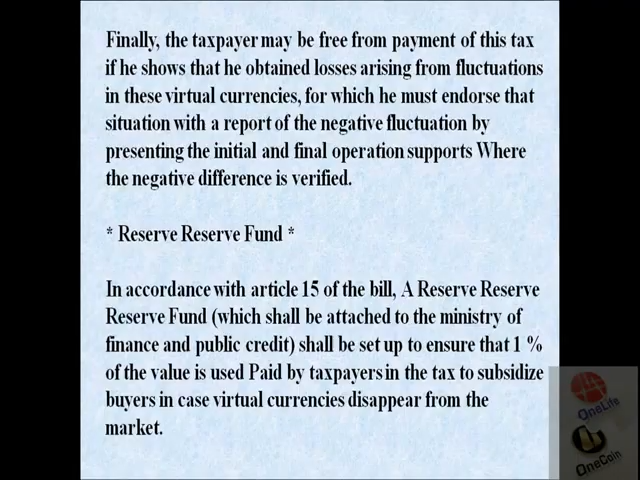 Finally, the taxpayer may be free from payment of this tax
if he shows that he obtained losses arising from fluctuations
in these virtual currencies, for which he must endorse that
situation with a report of the negative fluctuation by
presenting the initial and final operation supports Where
the negative difference is verified.
* Reserve Reserve Fund *
In accordance with article 15 of the bill, A Reserve Reserve
Reserve Fund (which shall be attached to the ministry of
finance and public credit) shall be set up to ensure that 1 %
of the value is used Paid by taxpayers in the tax to subsidize
buyers in case virtual currencies disappear from the
market.
OneLife
OneCoin